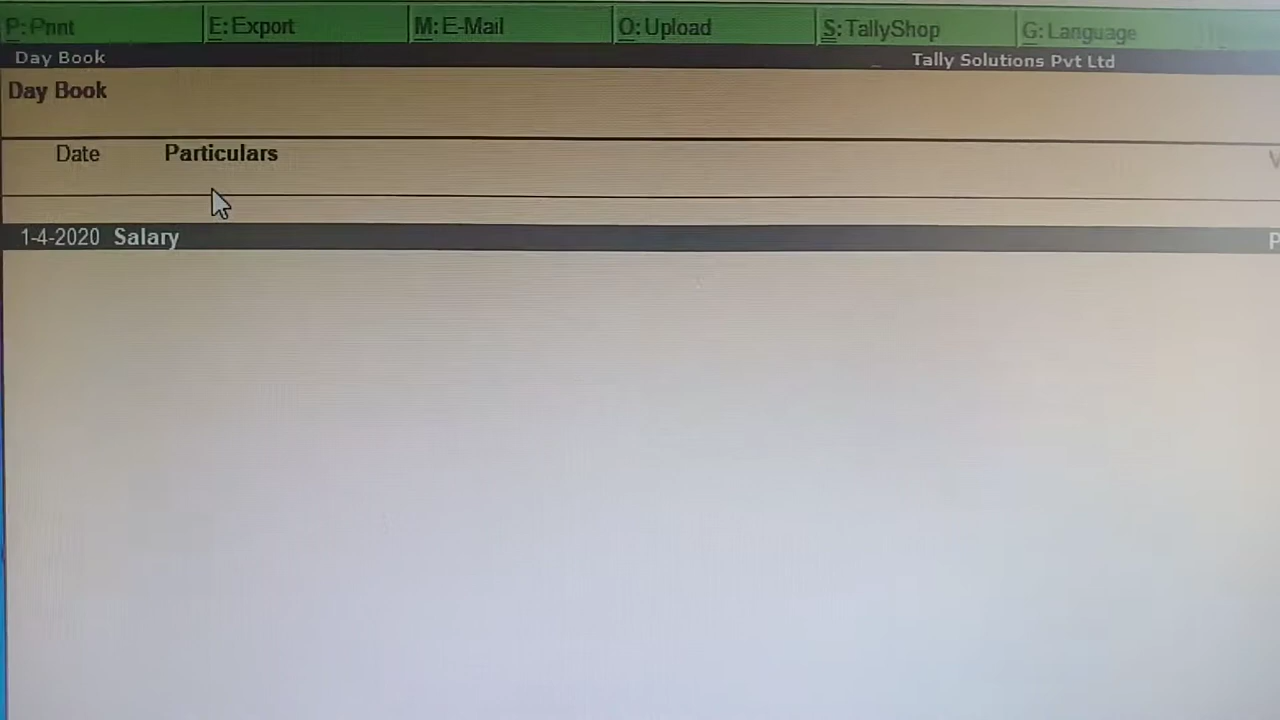 P: Print E: Export M: E-Mail O: Upload S: TallyShop G: Language
Day Book Tally Solutions Pvt Ltd
Day Book
Date Particulars
1-4-2020 Salary